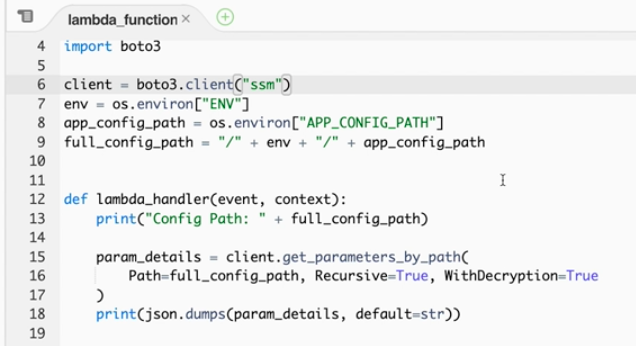 lambda_function ×
4 import boto3
5
6 client = boto3.client("ssm")
7 env = os.environ["ENV"]
8 app_config_path = os.environ["APP_CONFIG_PATH"]
9 full_config_path = "/" + env + "/" + app_config_path
10
11
12 def lambda_handler(event, context):
13     print("Config Path: " + full_config_path)
14
15     param_details = client.get_parameters_by_path(
16         Path=full_config_path, Recursive=True, WithDecryption=True
17     )
18     print(json.dumps(param_details, default=str))
19